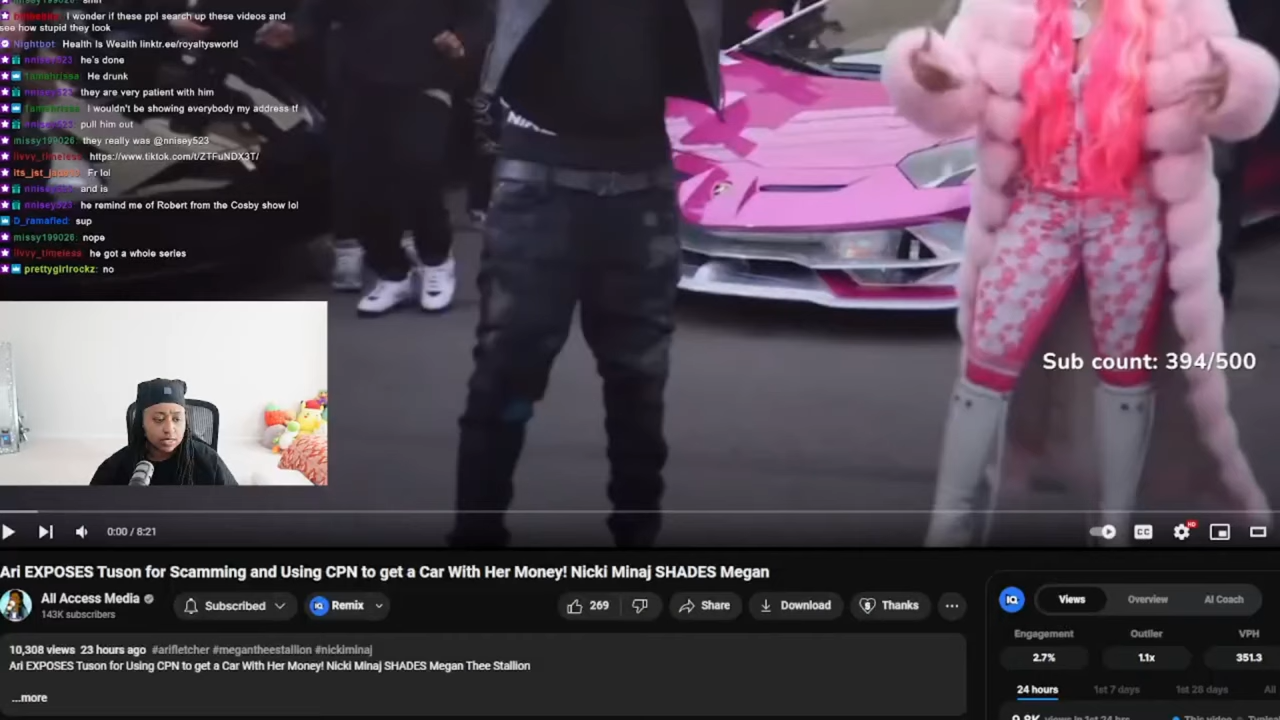 I wonder if these ppl search up these videos and
see how stupid they look
Nightbot Health Is Wealth linktr.ee/royaltysworld
he's done
He drunk
they are very patient with him
I wouldn't be showing everybody my address tf
pull him out
missy199026: they really was @nnisey523
https://www.tiktok.com/t/ZTFuNDX3T/
Fr lol
and is
nnisey523: he remind me of Robert from the Cosby show lol
D_ramafied: sup
missy199026: nope
he got a whole series
prettygirlrockz: no
Sub count: 394/500
0:00 / 8:21
CC
HD
Ari EXPOSES Tuson for Scamming and Using CPN to get a Car With Her Money! Nicki Minaj SHADES Megan
All Access Media
143K subscribers
Subscribed
IQ Remix
269
Share
Download
Thanks
10,308 views 23 hours ago #arifletcher #megantheestallion #nickiminaj
Ari EXPOSES Tuson for Using CPN to get a Car With Her Money! Nicki Minaj SHADES Megan Thee Stallion
...more
IQ
Views
Overview
AI Coach
Engagement
Outlier
VPH
2.7%
1.1x
351.3
24 hours
1st 7 days
1st 28 days
All